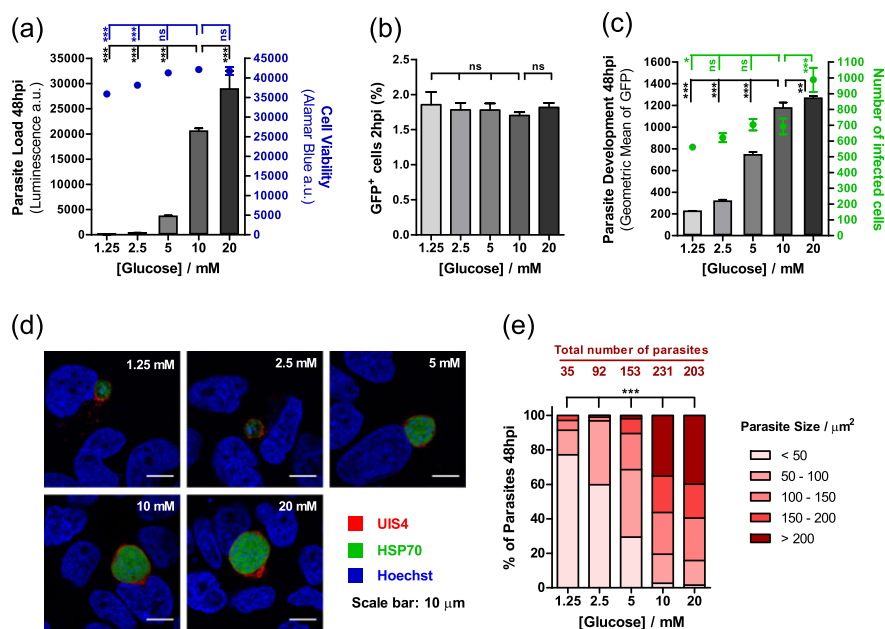 (a)
*** *** ns ***
*** *** *** ***
Parasite Load 48hpi
(Luminescence a.u.)
35000
30000
25000
20000
15000
10000
5000
0
45000
40000
35000
30000
25000
20000
15000
10000
5000
0
Cell Viability
(Alamar Blue a.u.)
1.25 2.5 5 10 20
[Glucose] / mM
(b)
ns ns
GFP+ cells 2hpi (%)
2.5
2.0
1.5
1.0
0.5
0.0
1.25 2.5 5 10 20
[Glucose] / mM
(c)
* ns ns ***
*** *** *** **
Parasite Development 48hpi
(Geometric Mean of GFP)
1600
1400
1200
1000
800
600
400
200
0
1100
1000
900
800
700
600
500
400
300
200
100
0
Number of
infected cells
1.25 2.5 5 10 20
[Glucose] / mM
(d)
1.25 mM
2.5 mM
5 mM
10 mM
20 mM
UIS4
HSP70
Hoechst
Scale bar: 10 μm
(e)
Total number of parasites
35 92 153 231 203
***
% of Parasites 48hpi
100
80
60
40
20
0
1.25 2.5 5 10 20
[Glucose] / mM
Parasite Size / μm²
< 50
50 - 100
100 - 150
150 - 200
> 200